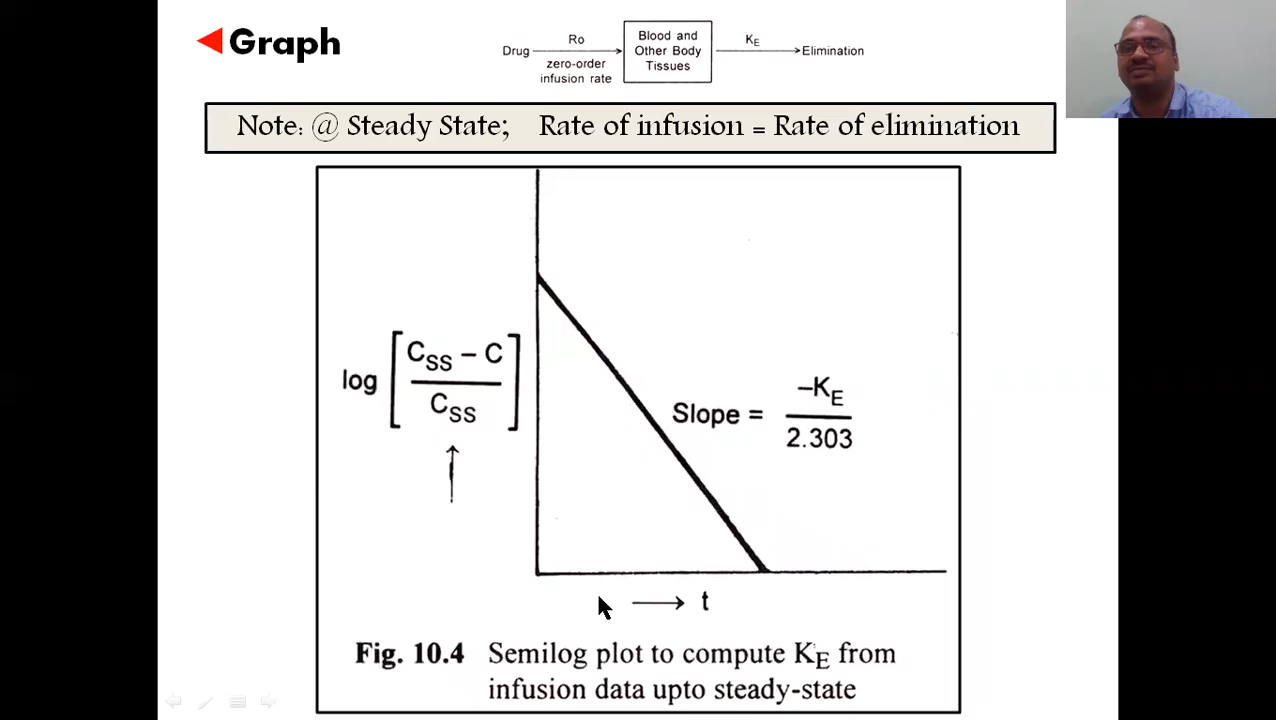 Graph
Drug
Ro
zero-order
infusion rate
Blood and
Other Body
Tissues
KE
Elimination
Note: @ Steady State; Rate of infusion = Rate of elimination
log
CSS – C
CSS
Slope =
–KE
2.303
t
Fig. 10.4 Semilog plot to compute KE from
infusion data upto steady-state